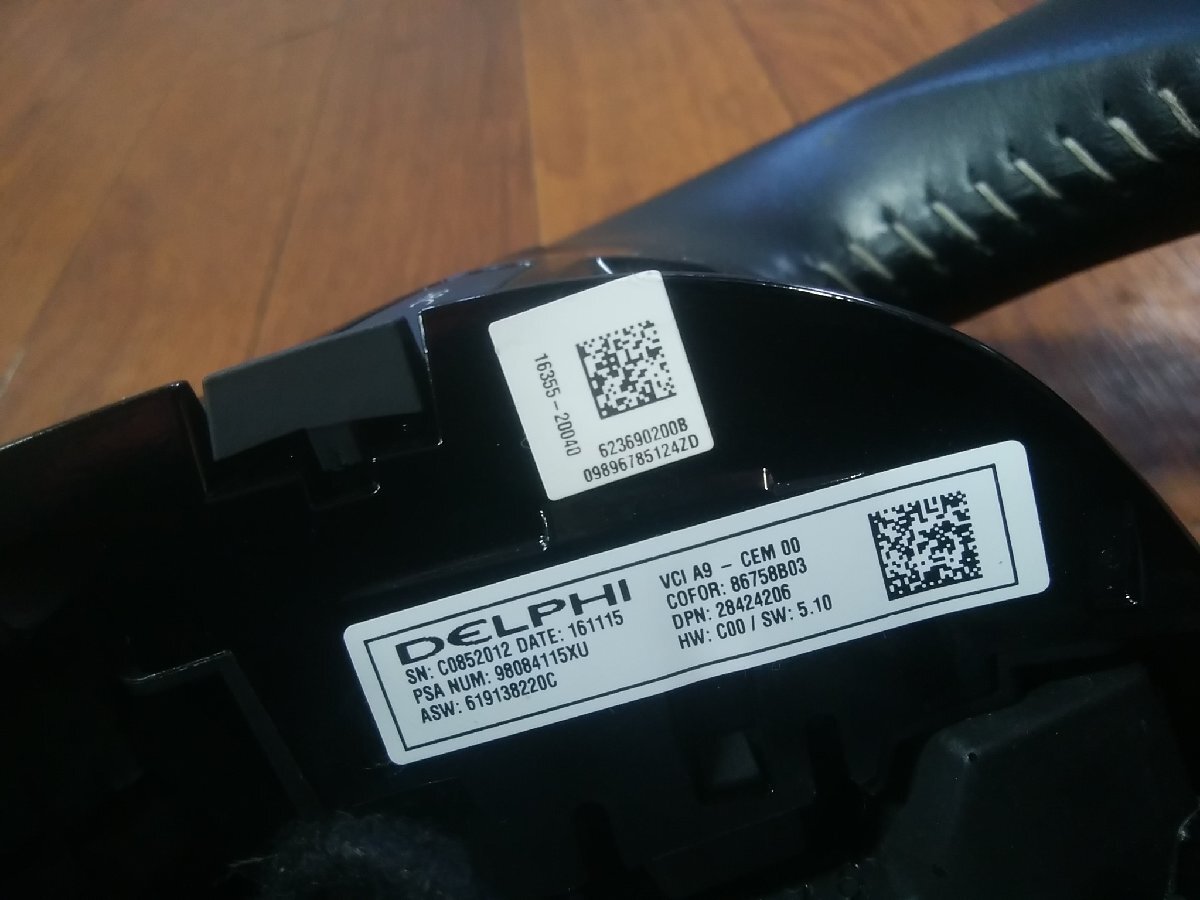 16355-20040
623690200B
09896785124ZD
DELPHI
SN: C0852012 DATE: 161115
PSA NUM: 98084115XU
ASW: 619138220C
VCI A9 - CEM 00
COFOR: 86758B03
DPN: 28424206
HW: C00 / SW: 5.10